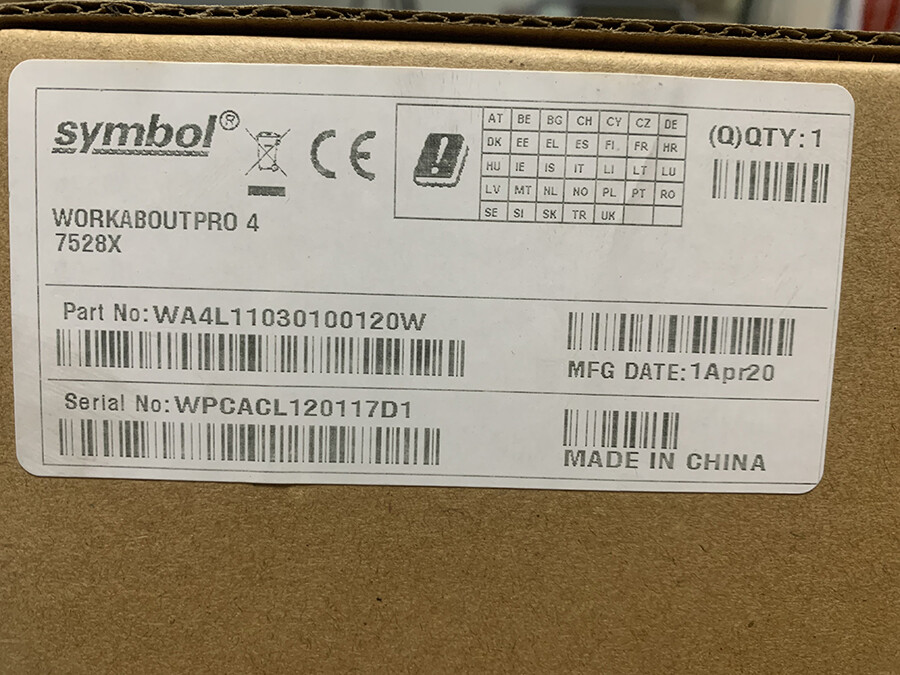 symbol®
CE
AT BE BG CH CY CZ DE
DK EE EL ES FI FR HR
HU IE IS IT LI LT LU
LV MT NL NO PL PT RO
SE SI SK TR UK
(Q)QTY:1
WORKABOUTPRO 4
7528X
Part No:WA4L11030100120W
MFG DATE:1Apr20
Serial No:WPCACL120117D1
MADE IN CHINA